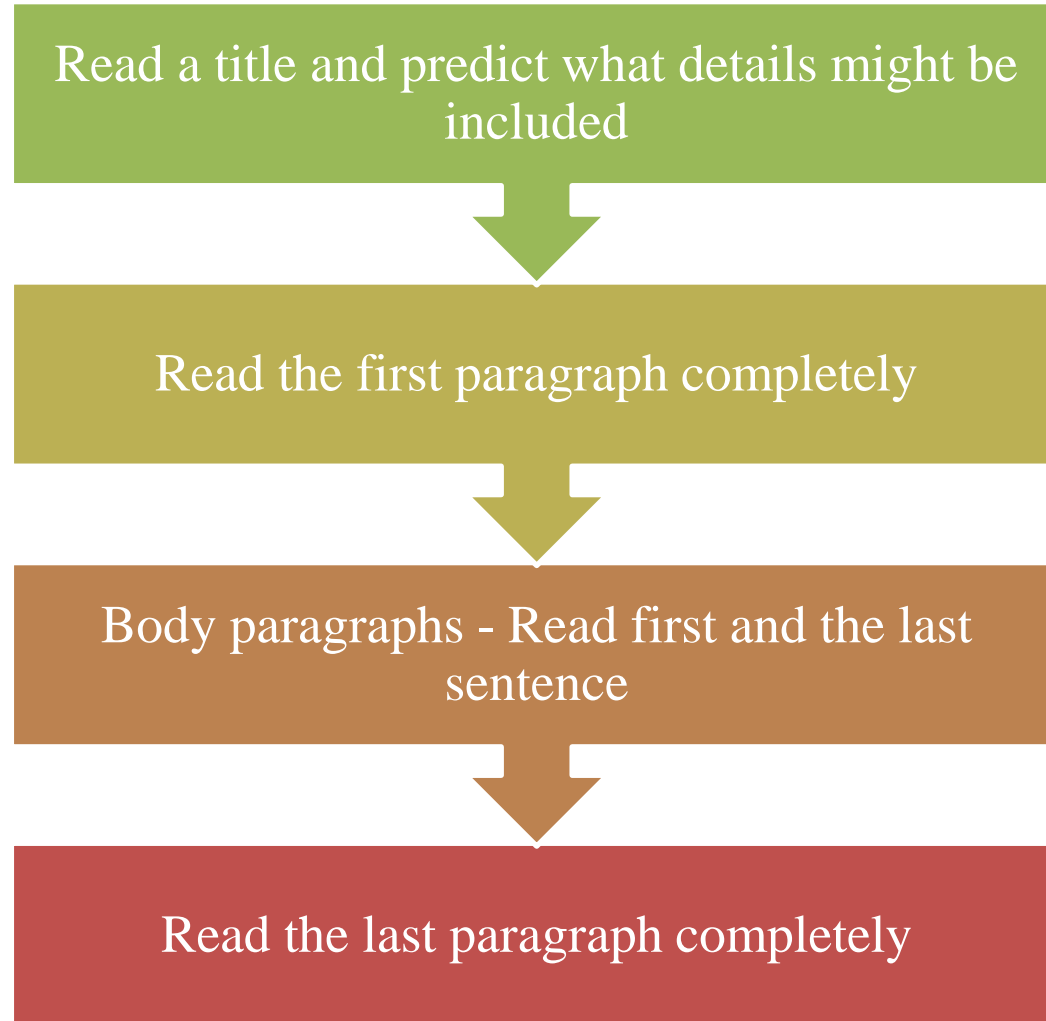 Read a title and predict what details might be
included
Read the first paragraph completely
Body paragraphs - Read first and the last
sentence
Read the last paragraph completely